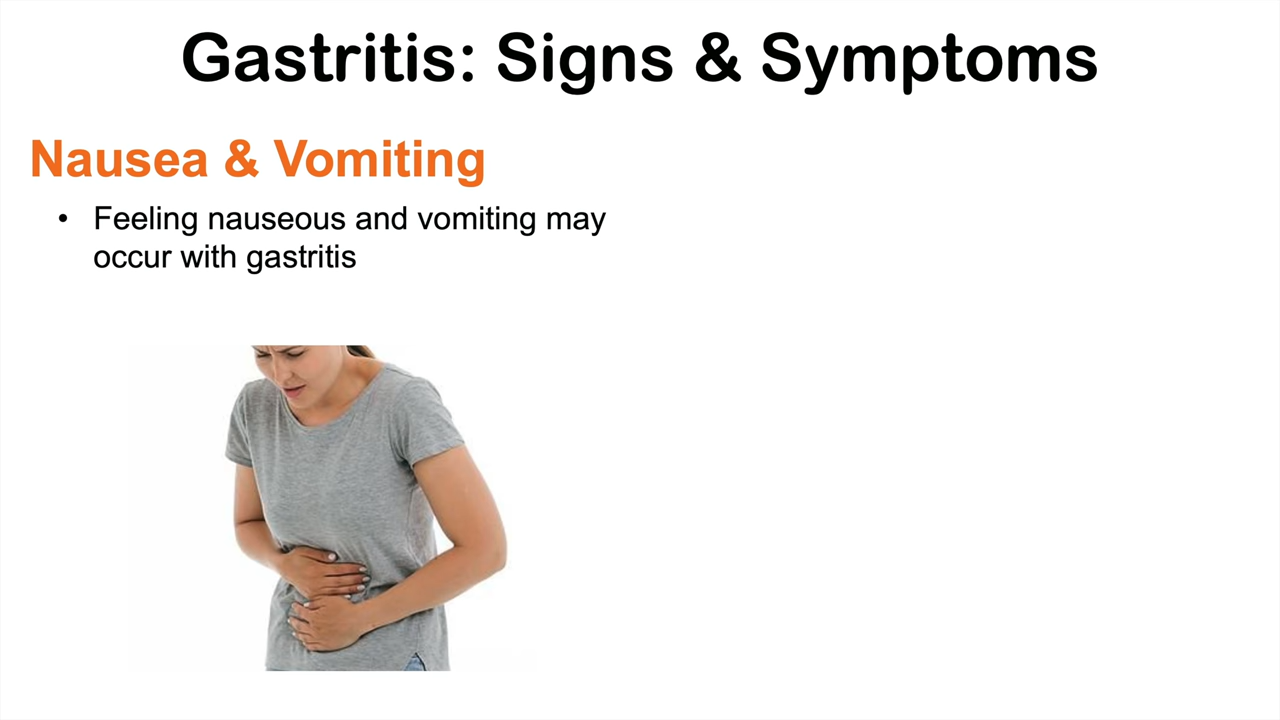 Gastritis: Signs & Symptoms
Nausea & Vomiting
• Feeling nauseous and vomiting may
occur with gastritis